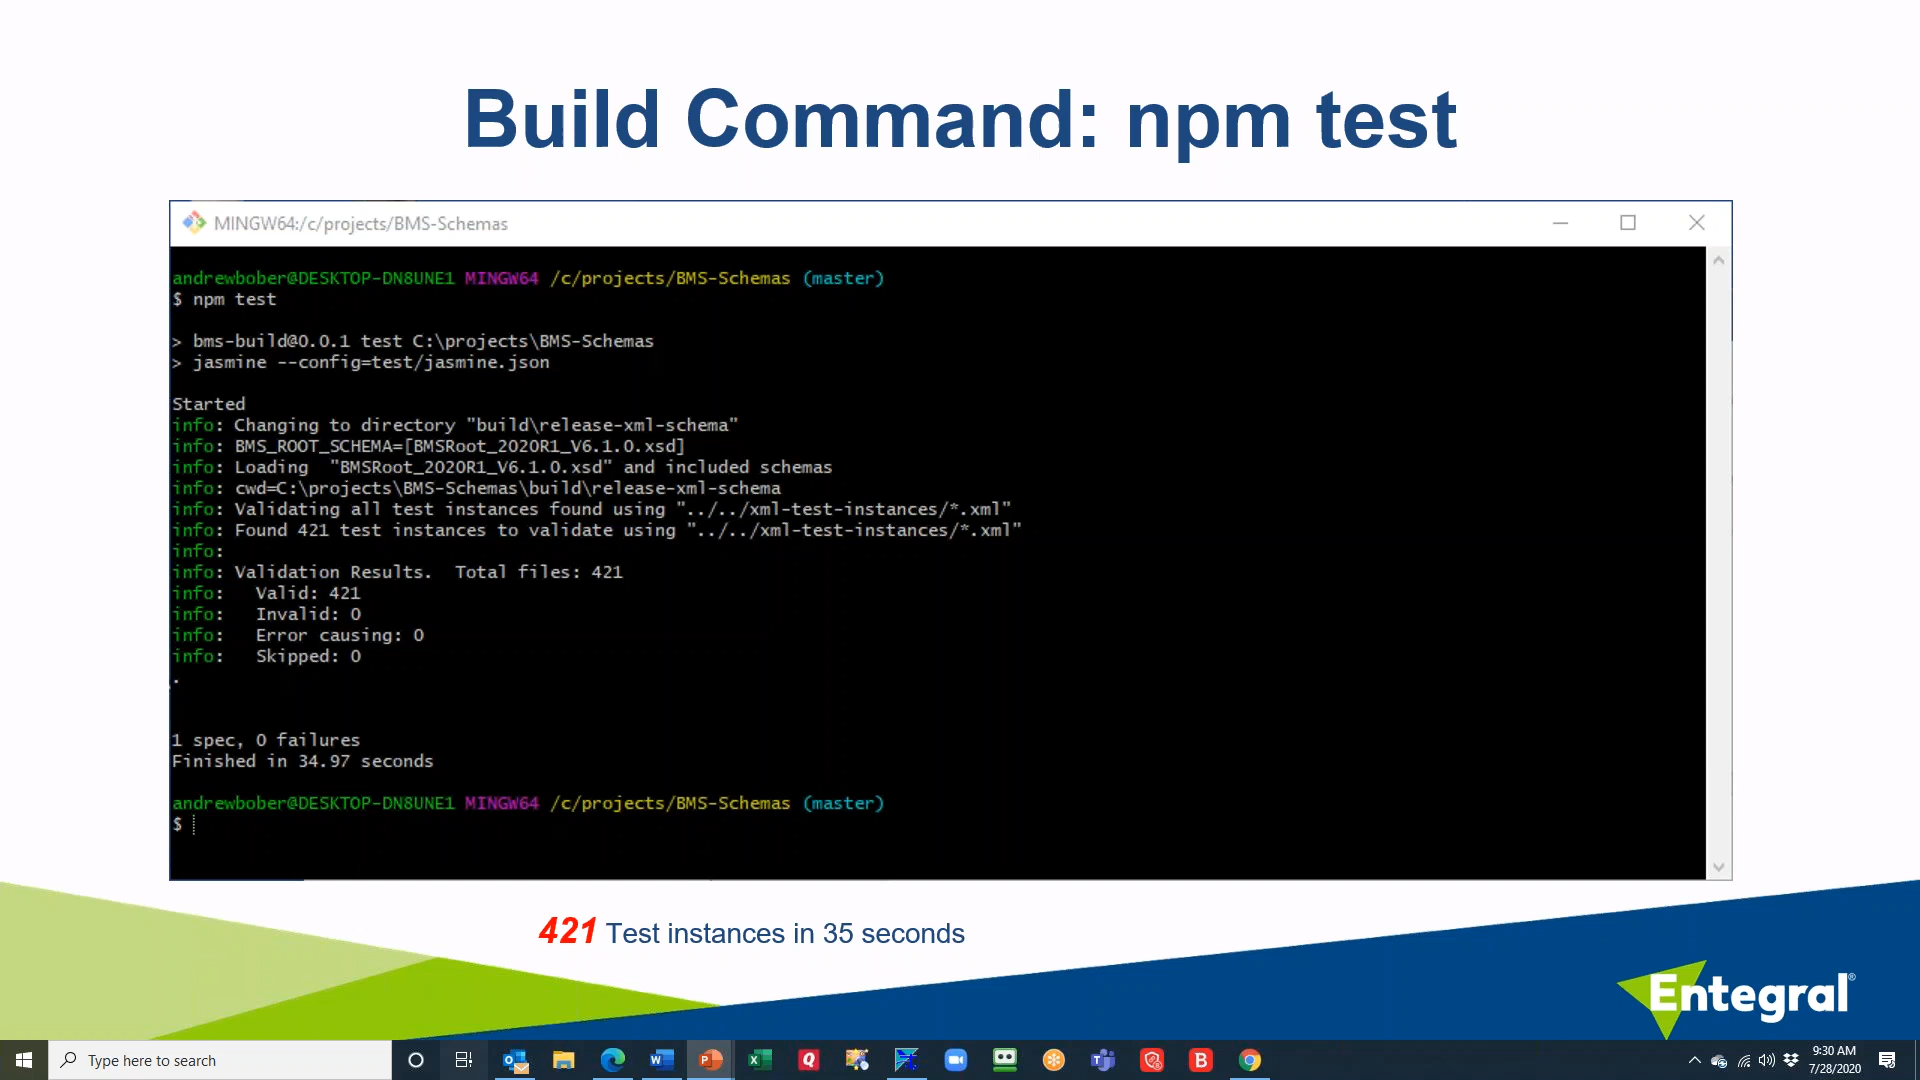 Build Command: npm test
MINGW64:/c/projects/BMS-Schemas
andrewbober@DESKTOP-DN8UNE1 MINGW64 /c/projects/BMS-Schemas (master)
$ npm test
> bms-build@0.0.1 test C:\projects\BMS-Schemas
> jasmine --config=test/jasmine.json
Started
info: Changing to directory "build\release-xml-schema"
info: BMS_ROOT_SCHEMA=[BMSRoot_2020R1_V6.1.0.xsd]
info: Loading  "BMSRoot_2020R1_V6.1.0.xsd" and included schemas
info: cwd=C:\projects\BMS-Schemas\build\release-xml-schema
info: Validating all test instances found using "../../xml-test-instances/*.xml"
info: Found 421 test instances to validate using "../../xml-test-instances/*.xml"
info:
info: Validation Results.  Total files: 421
info:   Valid: 421
info:   Invalid: 0
info:   Error causing: 0
info:   Skipped: 0
.
1 spec, 0 failures
Finished in 34.97 seconds
andrewbober@DESKTOP-DN8UNE1 MINGW64 /c/projects/BMS-Schemas (master)
$
421 Test instances in 35 seconds
Entegral®
Type here to search
9:30 AM
7/28/2020